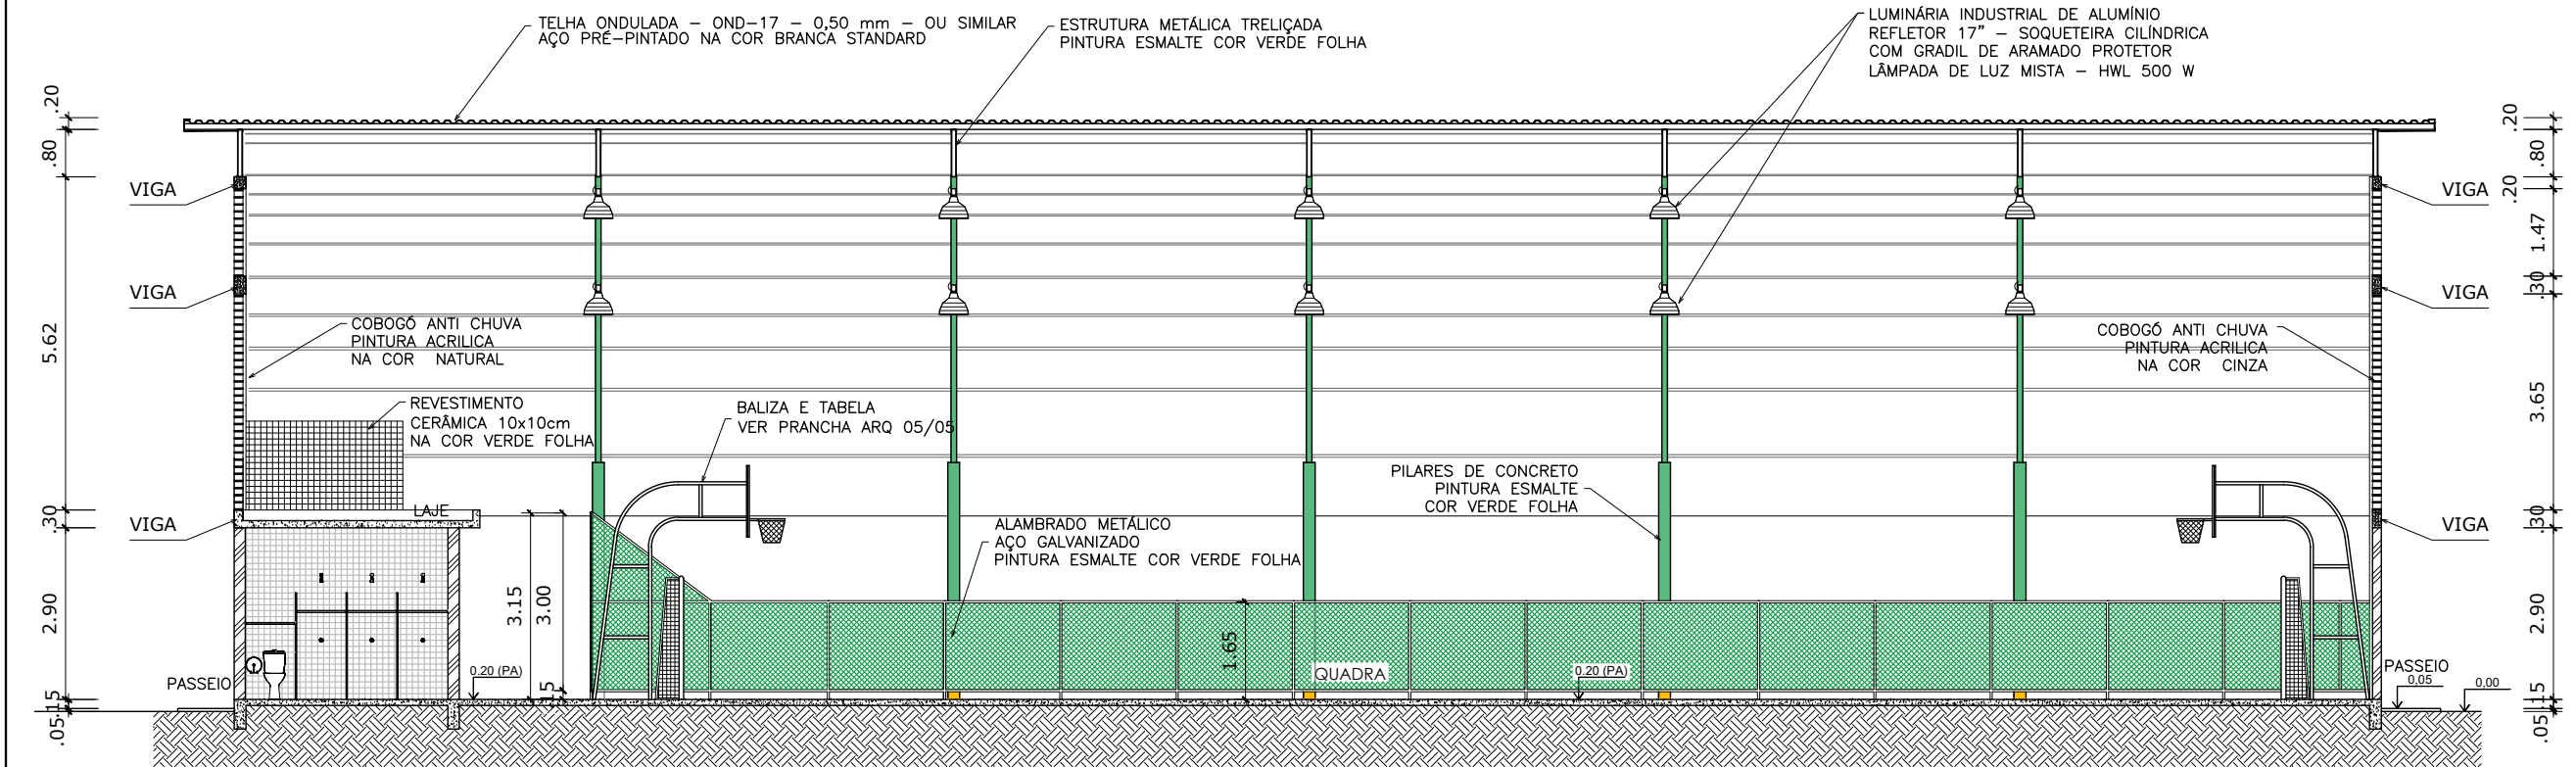 TELHA ONDULADA – OND-17 – 0,50 mm – OU SIMILAR
AÇO PRÉ-PINTADO NA COR BRANCA STANDARD
ESTRUTURA METÁLICA TRELIÇADA
PINTURA ESMALTE COR VERDE FOLHA
LUMINÁRIA INDUSTRIAL DE ALUMÍNIO
REFLETOR 17” – SOQUETEIRA CILÍNDRICA
COM GRADIL DE ARAMADO PROTETOR
LÂMPADA DE LUZ MISTA – HWL 500 W
.20
.80
5.62
.30
2.90
.15
.05
VIGA
VIGA
VIGA
COBOGÓ ANTI CHUVA
PINTURA ACRILICA
NA COR NATURAL
REVESTIMENTO
CERÂMICA 10x10cm
NA COR VERDE FOLHA
LAJE
BALIZA E TABELA
VER PRANCHA ARQ 05/05
ALAMBRADO METÁLICO
AÇO GALVANIZADO
PINTURA ESMALTE COR VERDE FOLHA
PILARES DE CONCRETO
PINTURA ESMALTE
COR VERDE FOLHA
COBOGÓ ANTI CHUVA
PINTURA ACRILICA
NA COR CINZA
3.15
3.00
.15
1.65
PASSEIO
0.20 (PA)
QUADRA
0.20 (PA)
PASSEIO
0,05
0,00
VIGA
VIGA
VIGA
.20
.80
.20
1.47
.30
3.65
.30
2.90
.15
.05